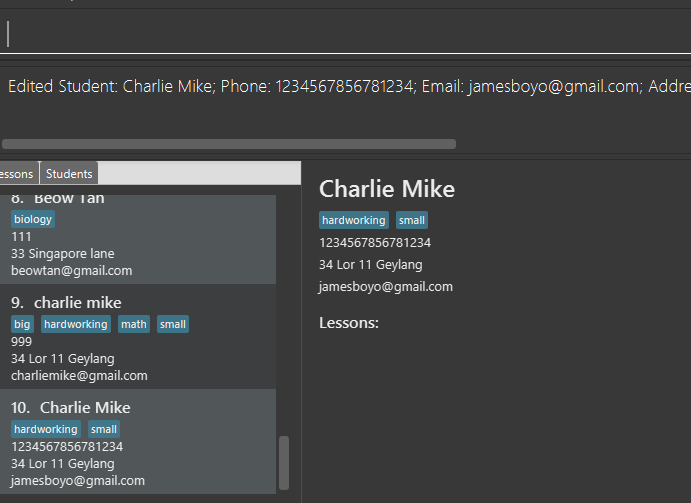 Edited Student: Charlie Mike; Phone: 1234567856781234; Email: jamesboyo@gmail.com; Addre
essons Students
8. Beow Tan
biology
111
33 Singapore lane
beowtan@gmail.com
9. charlie mike
big hardworking math small
999
34 Lor 11 Geylang
charliemike@gmail.com
10. Charlie Mike
hardworking small
1234567856781234
34 Lor 11 Geylang
jamesboyo@gmail.com
Charlie Mike
hardworking small
1234567856781234
34 Lor 11 Geylang
jamesboyo@gmail.com
Lessons: